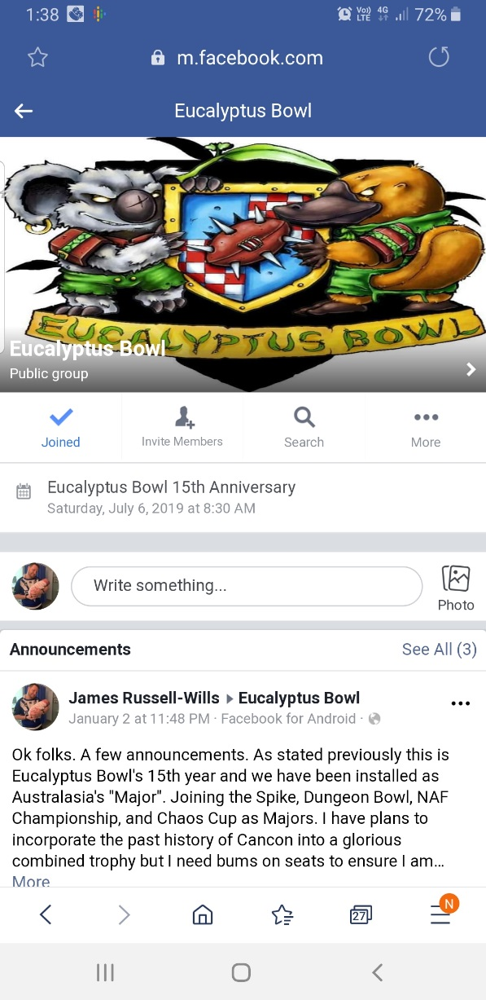 1:38 Vo)) LTE 4G 72%
m.facebook.com
Eucalyptus Bowl
EUCALYPTUS BOWL
Eucalyptus Bowl
Public group
Joined Invite Members Search More
Eucalyptus Bowl 15th Anniversary
Saturday, July 6, 2019 at 8:30 AM
Write something...
Photo
Announcements See All (3)
James Russell-Wills Eucalyptus Bowl
January 2 at 11:48 PM · Facebook for Android ·
Ok folks. A few announcements. As stated previously this is
Eucalyptus Bowl's 15th year and we have been installed as
Australasia's "Major". Joining the Spike, Dungeon Bowl, NAF
Championship, and Chaos Cup as Majors. I have plans to
incorporate the past history of Cancon into a glorious
combined trophy but I need bums on seats to ensure I am...
More
27 N